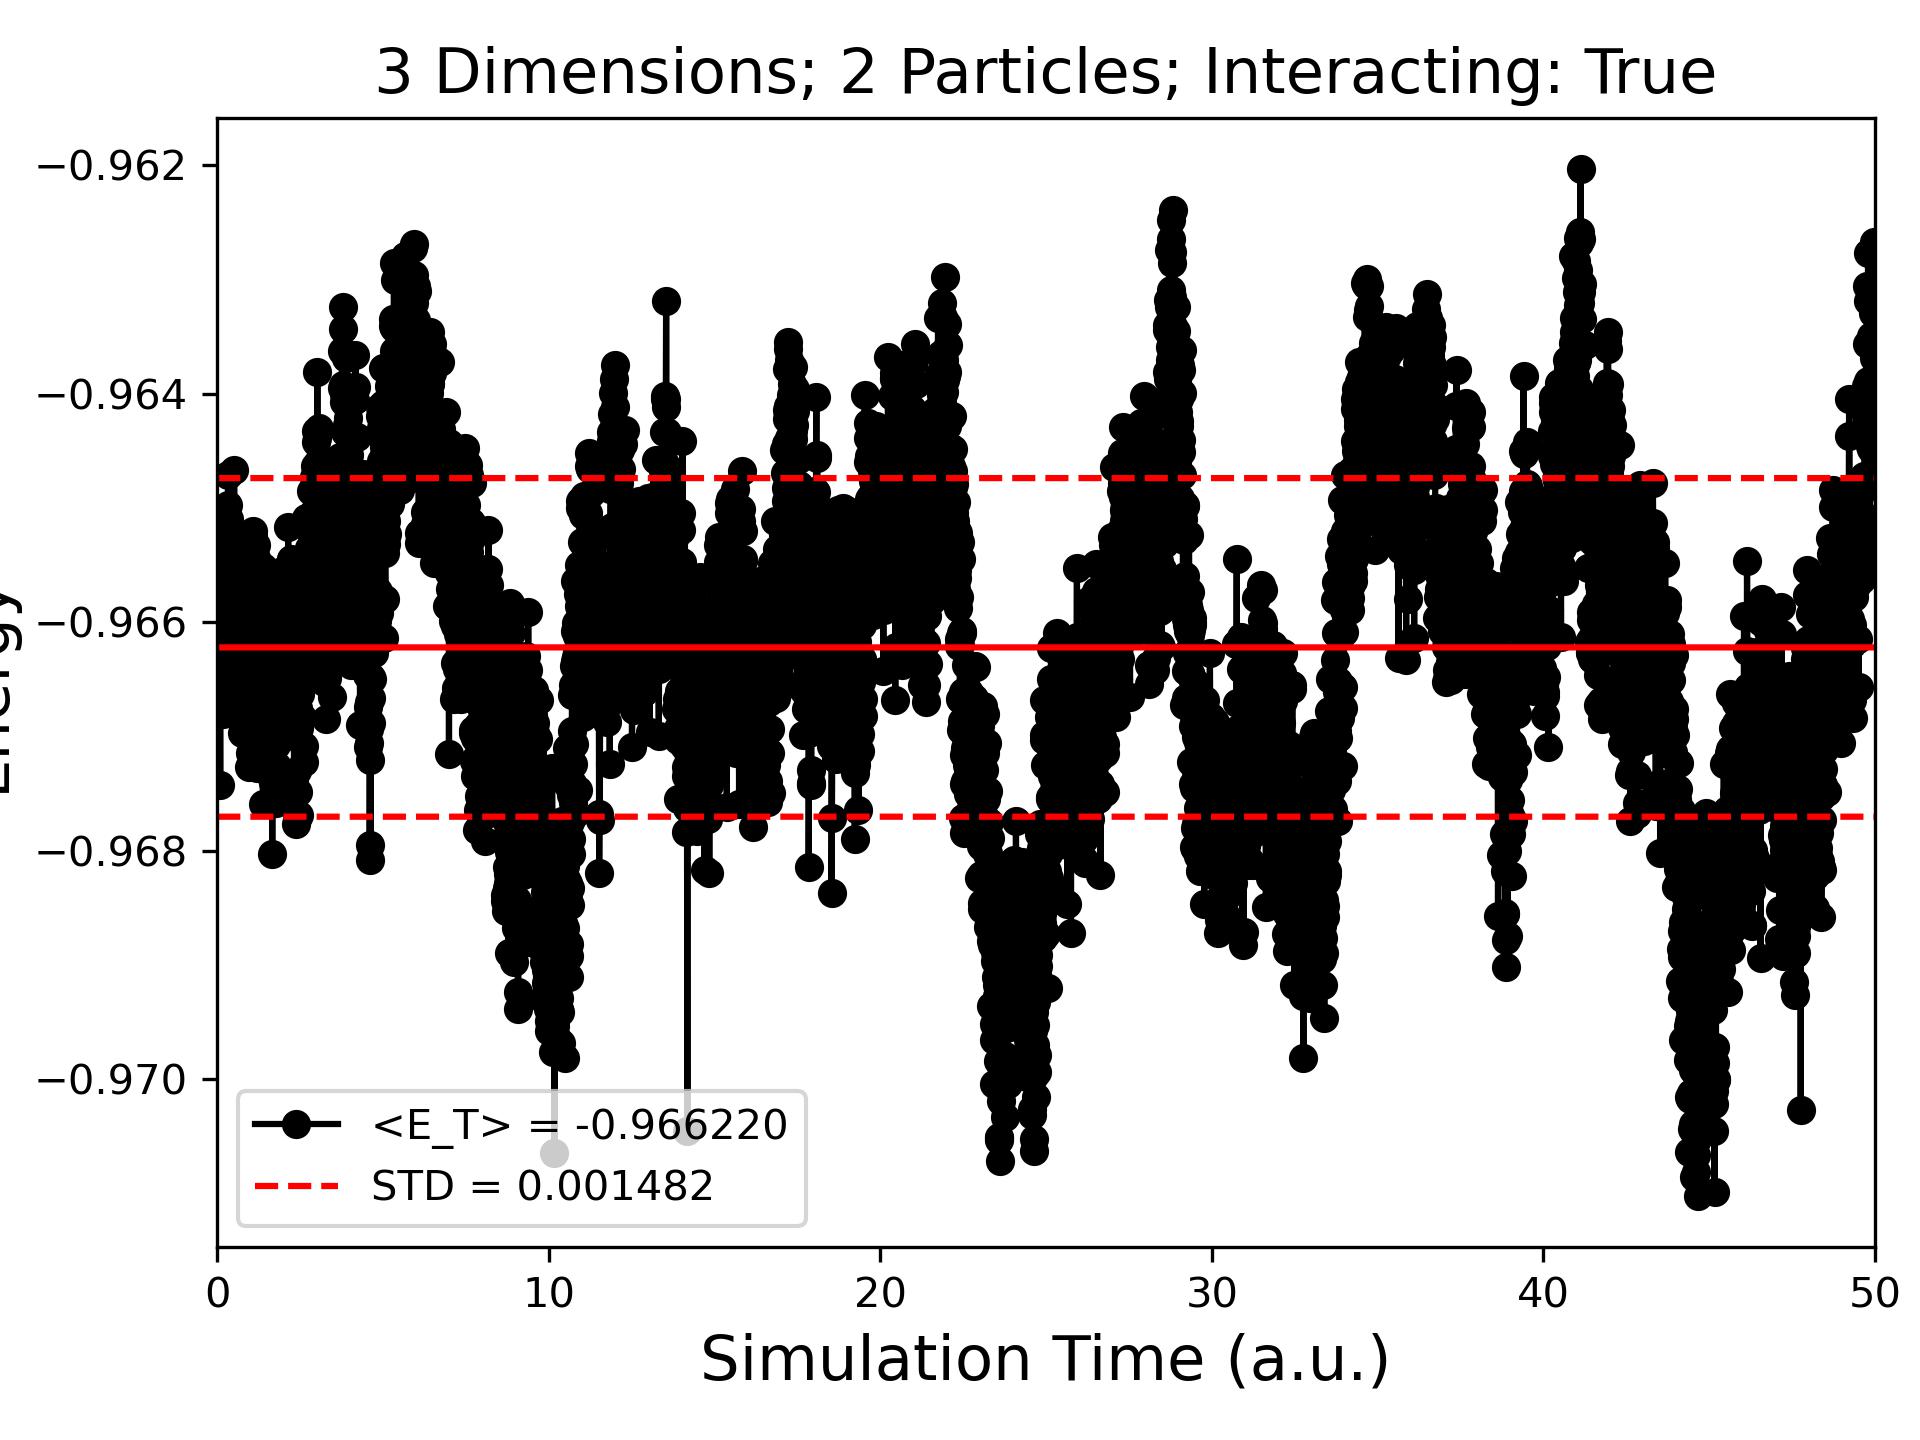 3 Dimensions; 2 Particles; Interacting: True
−0.962
−0.964
−0.966
−0.968
−0.970
Energy
<E_T> = -0.966220
STD = 0.001482
0 10 20 30 40 50
Simulation Time (a.u.)